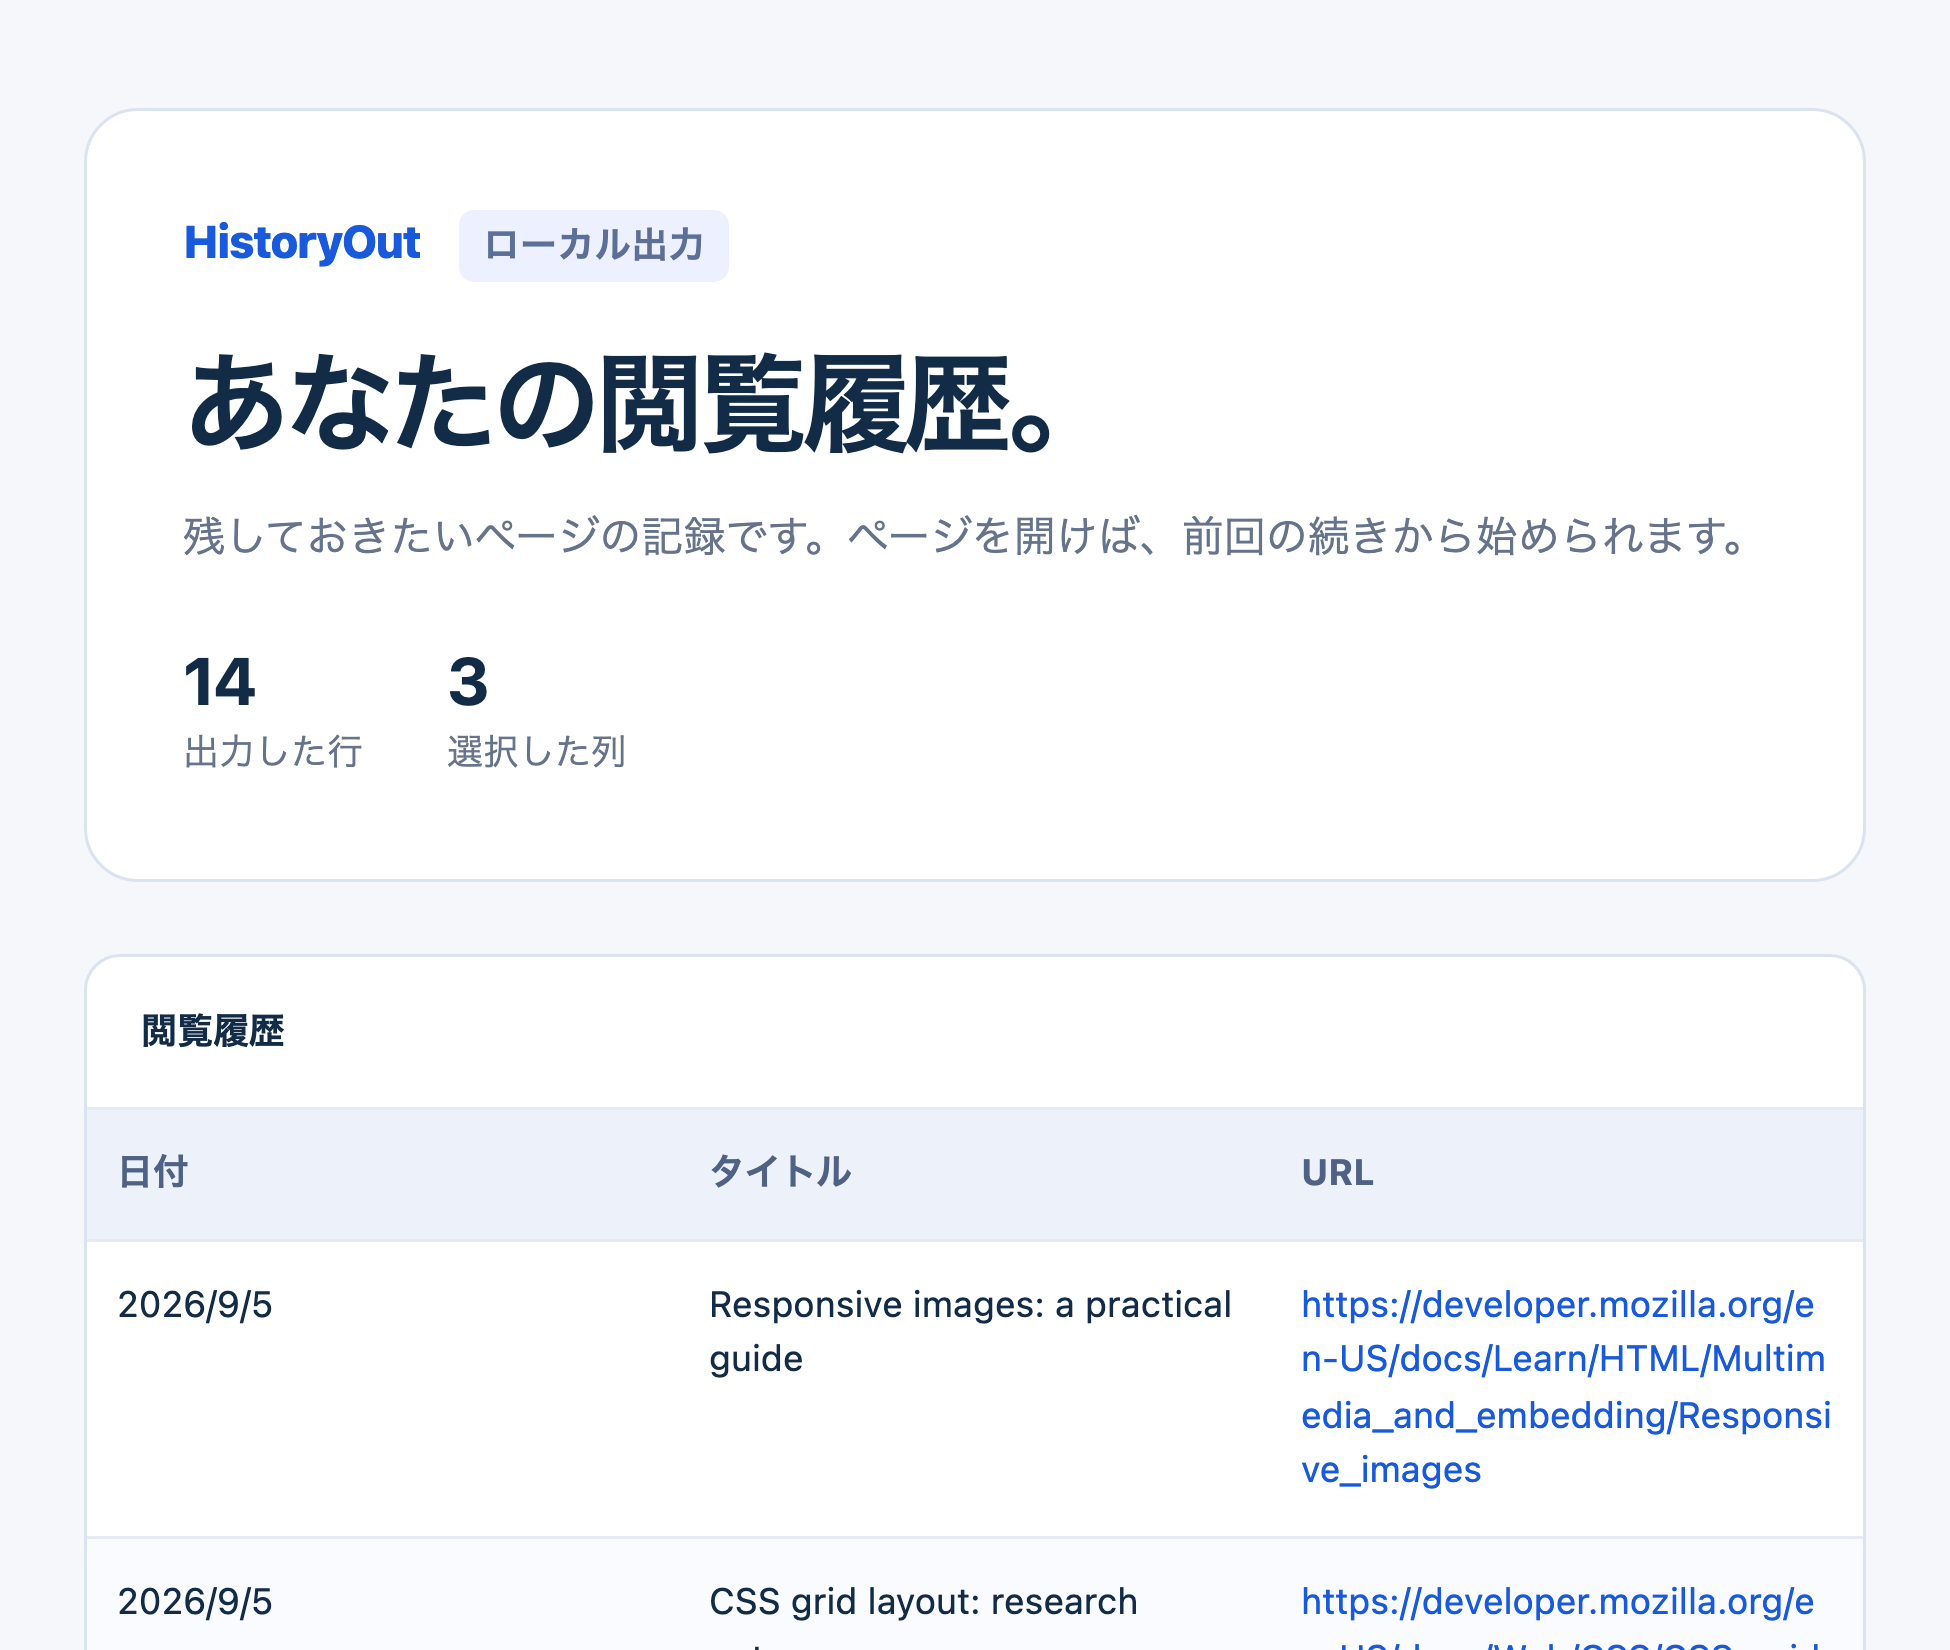 HistoryOut ローカル出力
あなたの閲覧履歴。
残しておきたいページの記録です。ページを開けば、前回の続きから始められます。
14 3
出力した行 選択した列
閲覧履歴
日付 タイトル URL
2026/9/5 Responsive images: a practical https://developer.mozilla.org/e
guide n-US/docs/Learn/HTML/Multim
edia_and_embedding/Responsi
ve_images
2026/9/5 CSS grid layout: research https://developer.mozilla.org/e